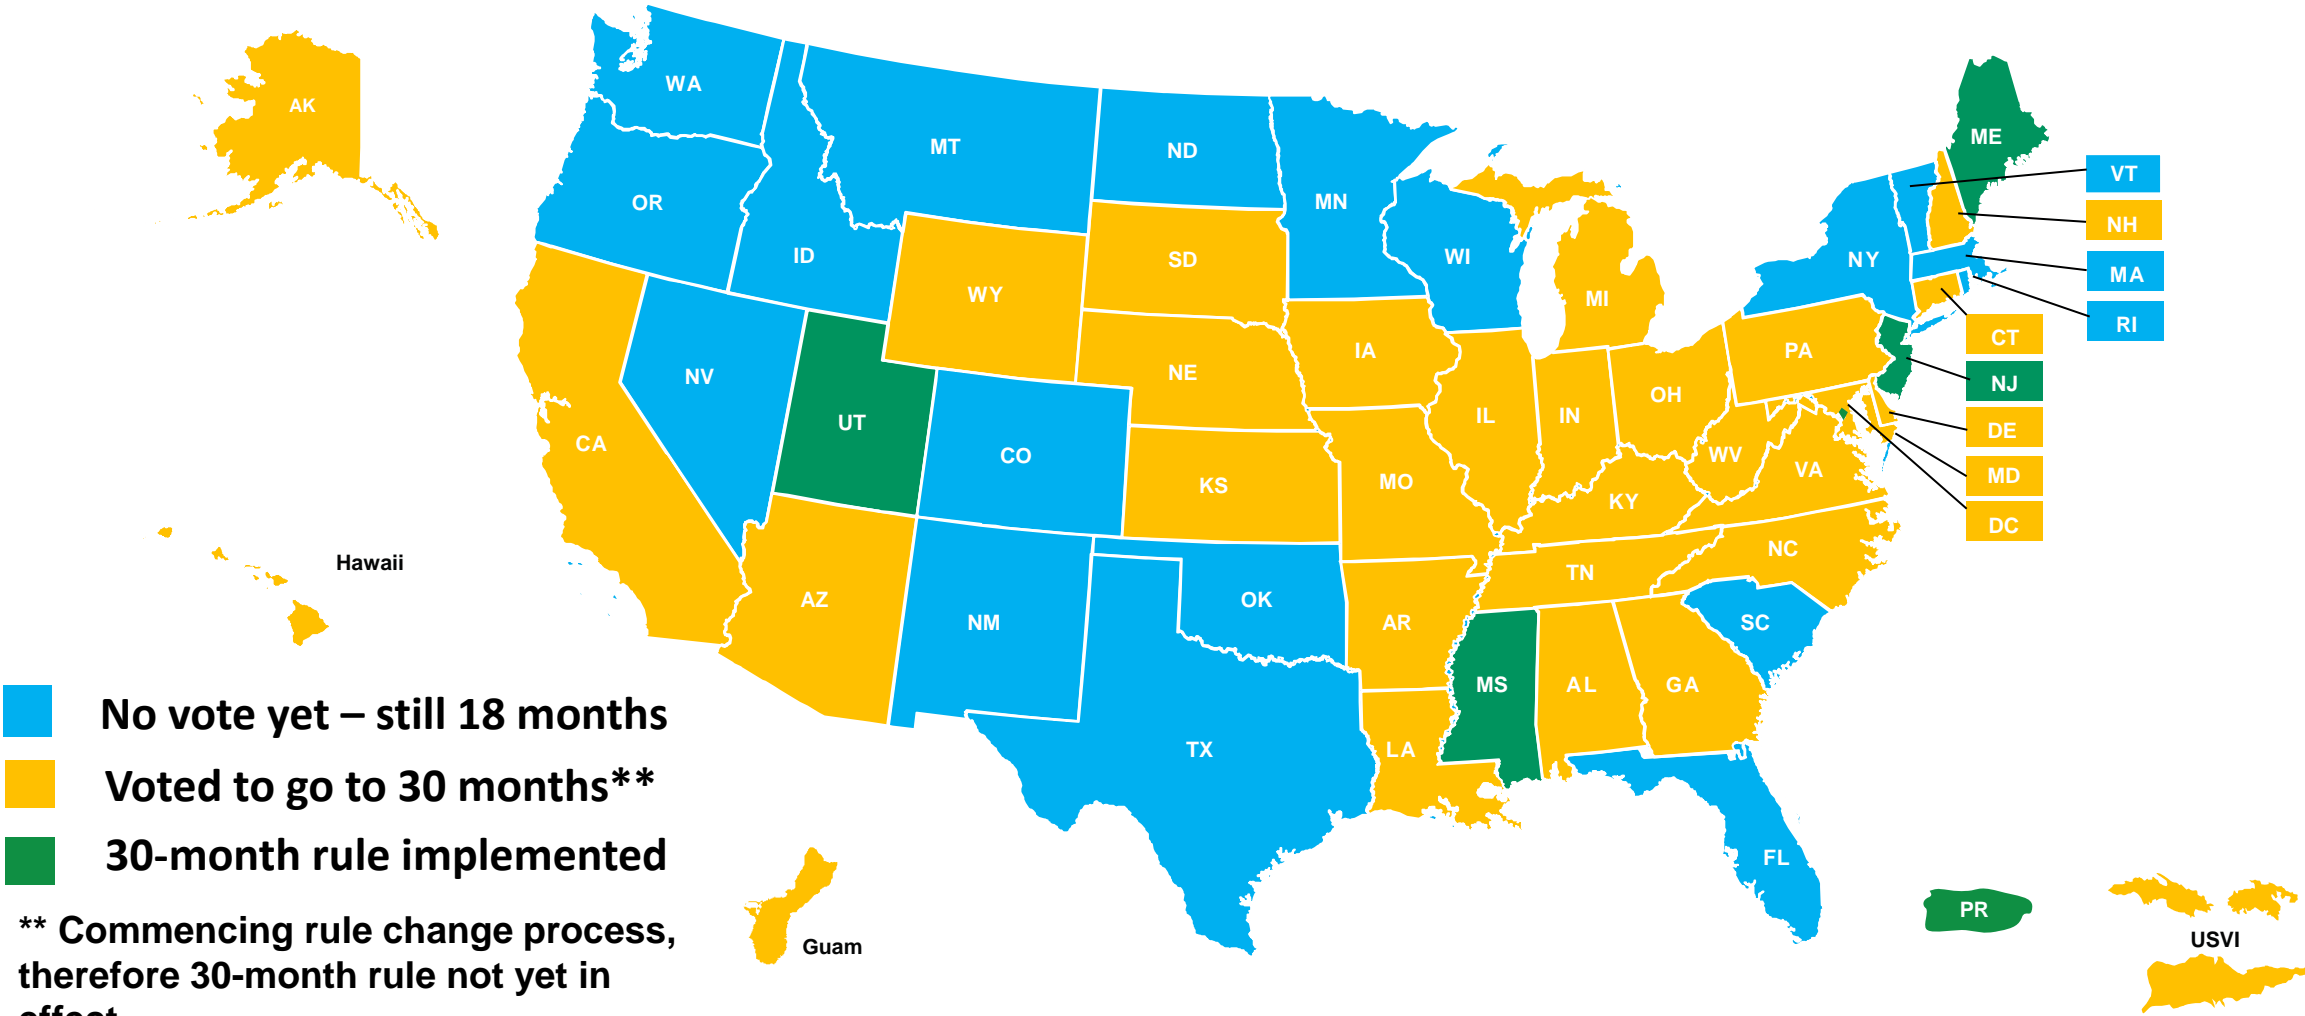 AK
WA
MT
ND
MN
ME
VT
OR
NH
ID
SD
WI
NY
MA
WY
MI
RI
CT
NV
NE
IA
PA
NJ
UT
IL
IN
OH
DE
CA
CO
WV
MD
KS
MO
KY
VA
DC
Hawaii
AZ
NM
OK
AR
TN
NC
SC
MS
AL
GA
TX
LA
FL
No vote yet – still 18 months
Voted to go to 30 months**
30-month rule implemented
** Commencing rule change process,
therefore 30-month rule not yet in
Guam
PR
USVI